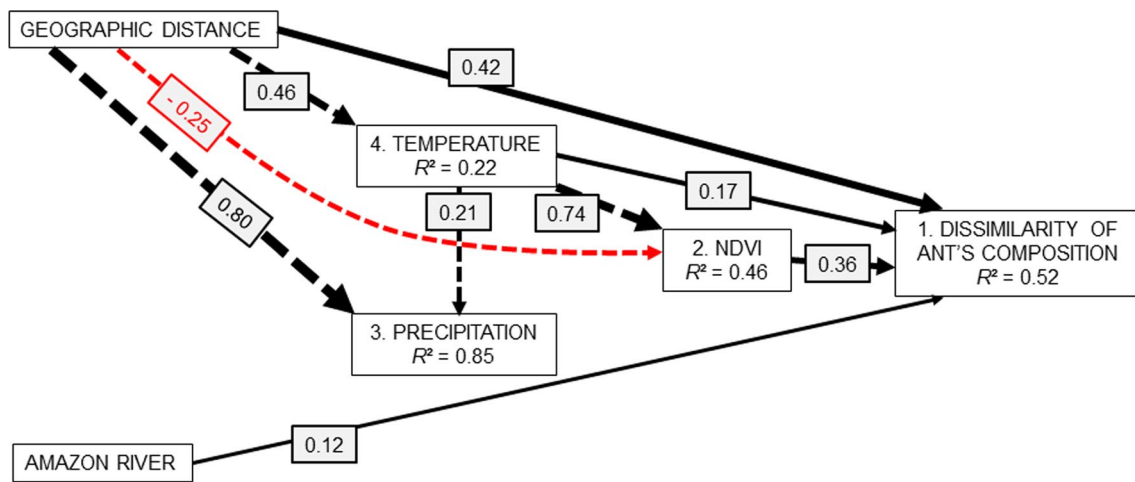 GEOGRAPHIC DISTANCE
0.42
0.46
- 0.25
4. TEMPERATURE
R² = 0.22
0.17
0.80
0.21
0.74
1. DISSIMILARITY OF
ANT'S COMPOSITION
R² = 0.52
2. NDVI
R² = 0.46
0.36
3. PRECIPITATION
R² = 0.85
0.12
AMAZON RIVER